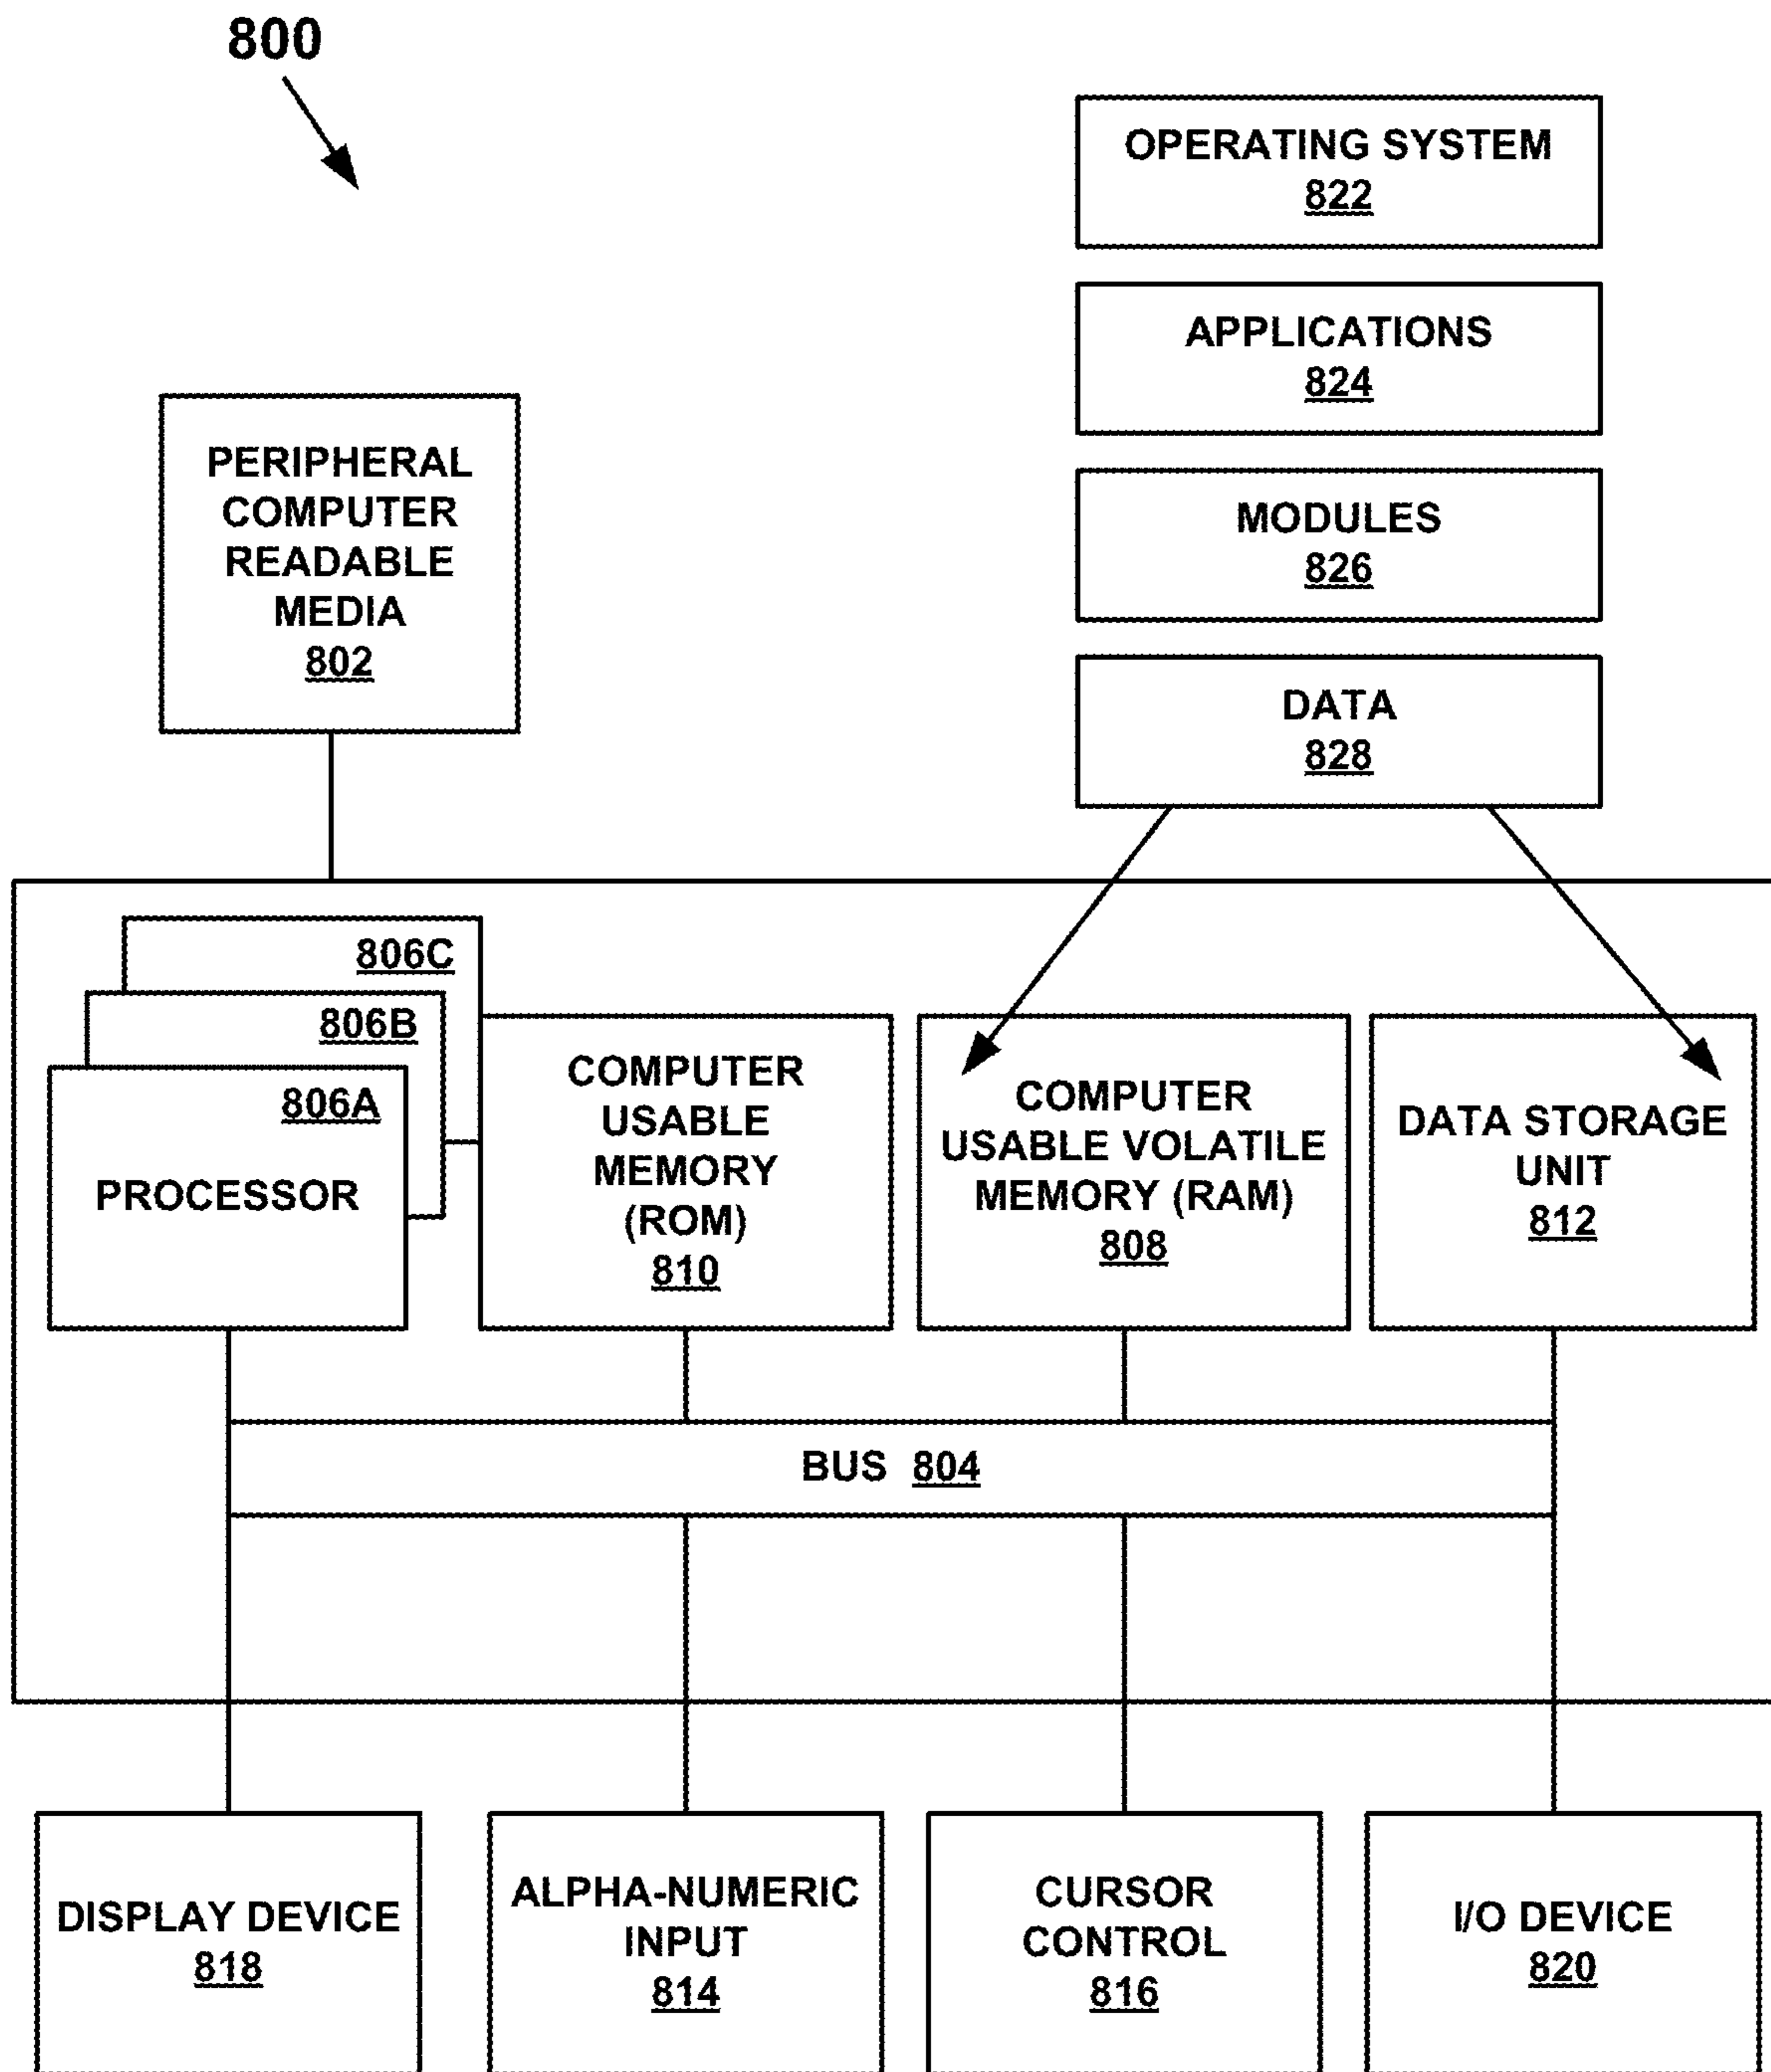 800
OPERATING SYSTEM
822
APPLICATIONS
824
MODULES
826
DATA
828
PERIPHERAL
COMPUTER
READABLE
MEDIA
802
806C
806B
806A
PROCESSOR
COMPUTER
USABLE
MEMORY
(ROM)
810
COMPUTER
USABLE VOLATILE
MEMORY (RAM)
808
DATA STORAGE
UNIT
812
BUS 804
DISPLAY DEVICE
818
ALPHA-NUMERIC
INPUT
814
CURSOR
CONTROL
816
I/O DEVICE
820